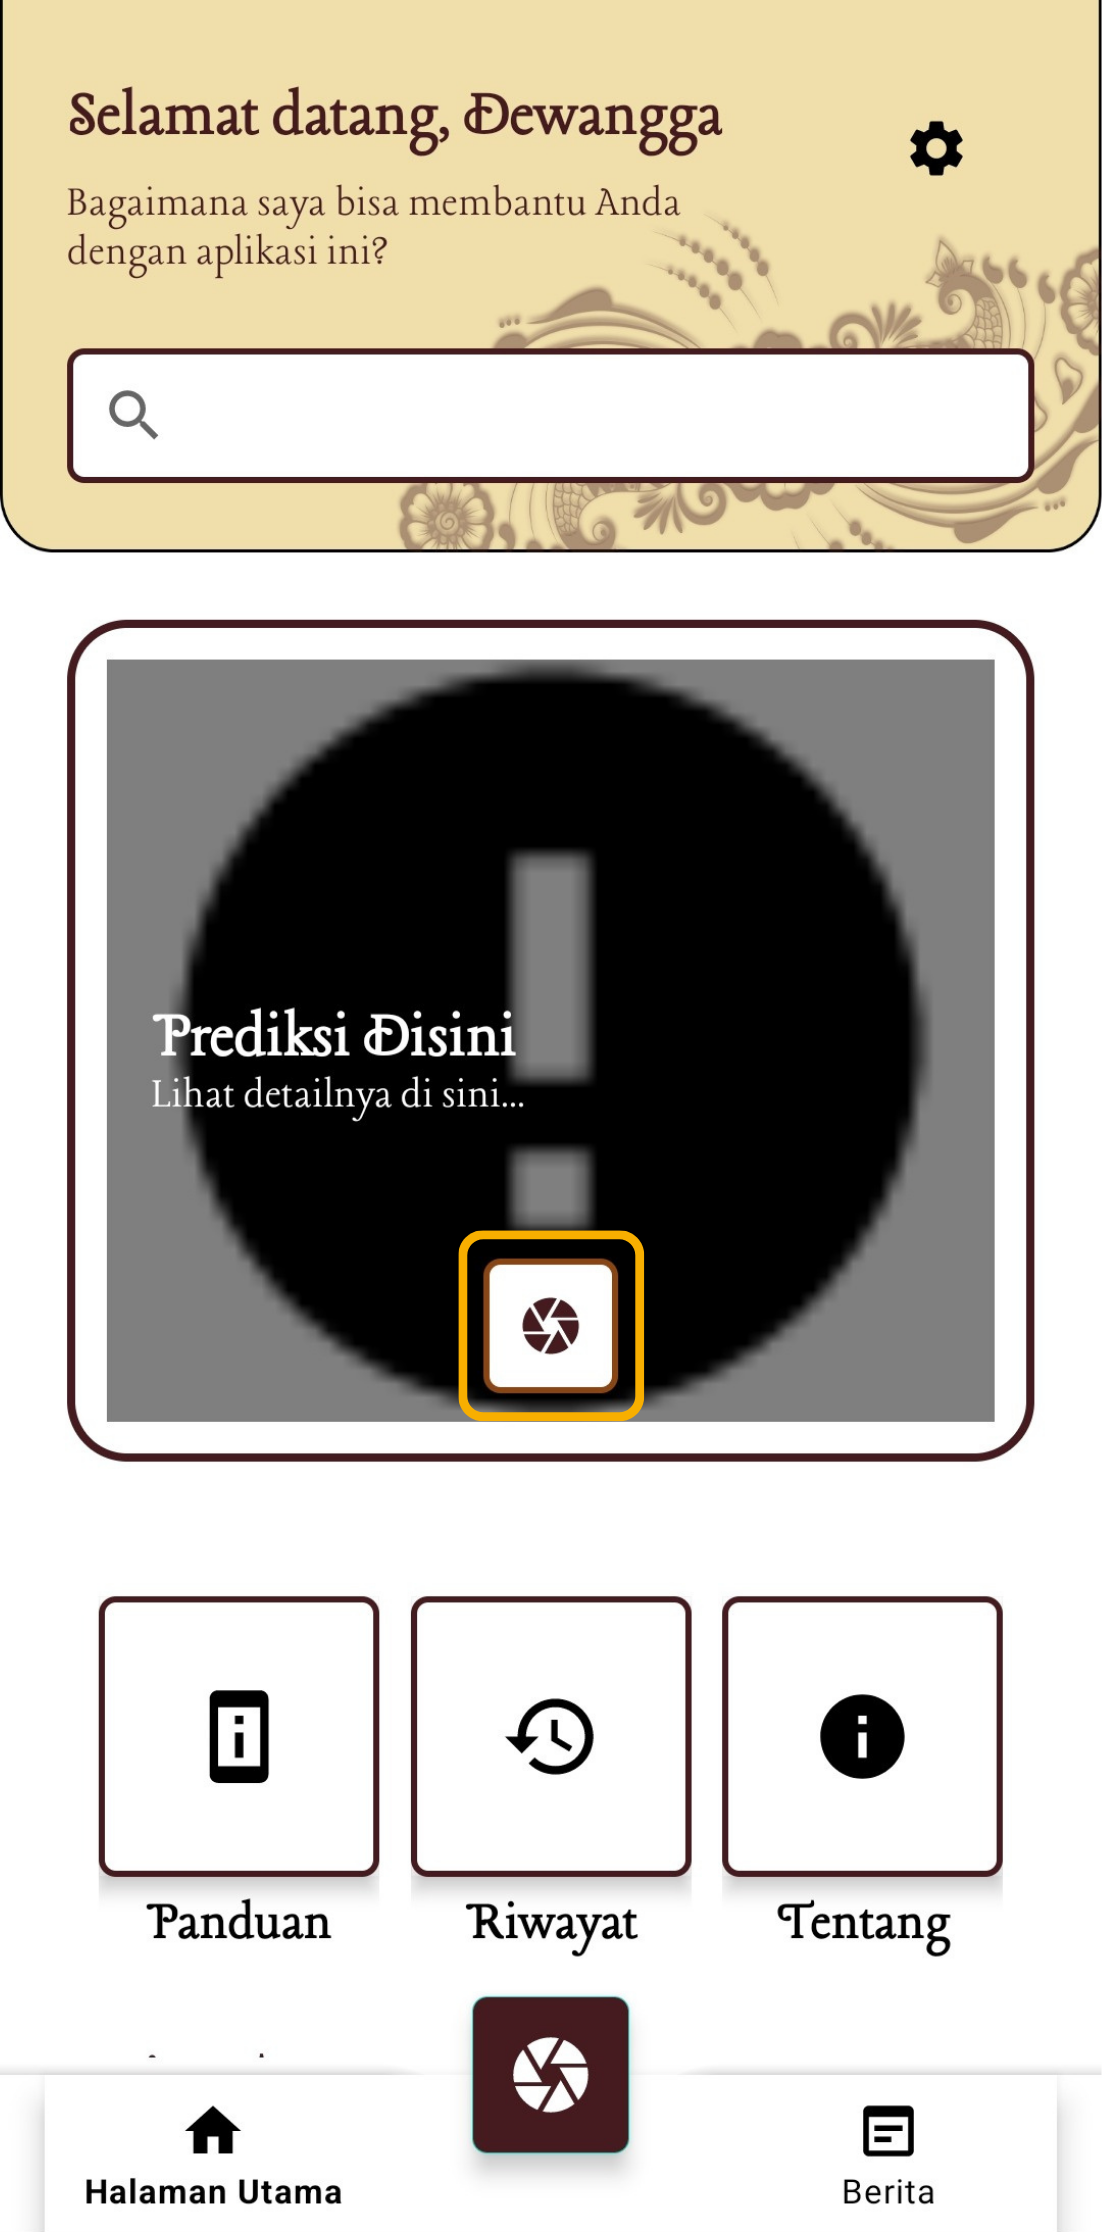 Selamat datang, Dewangga
Bagaimana saya bisa membantu Anda
dengan aplikasi ini?
Prediksi Disini
Lihat detailnya di sini...
Panduan
Riwayat
Tentang
Halaman Utama
Berita